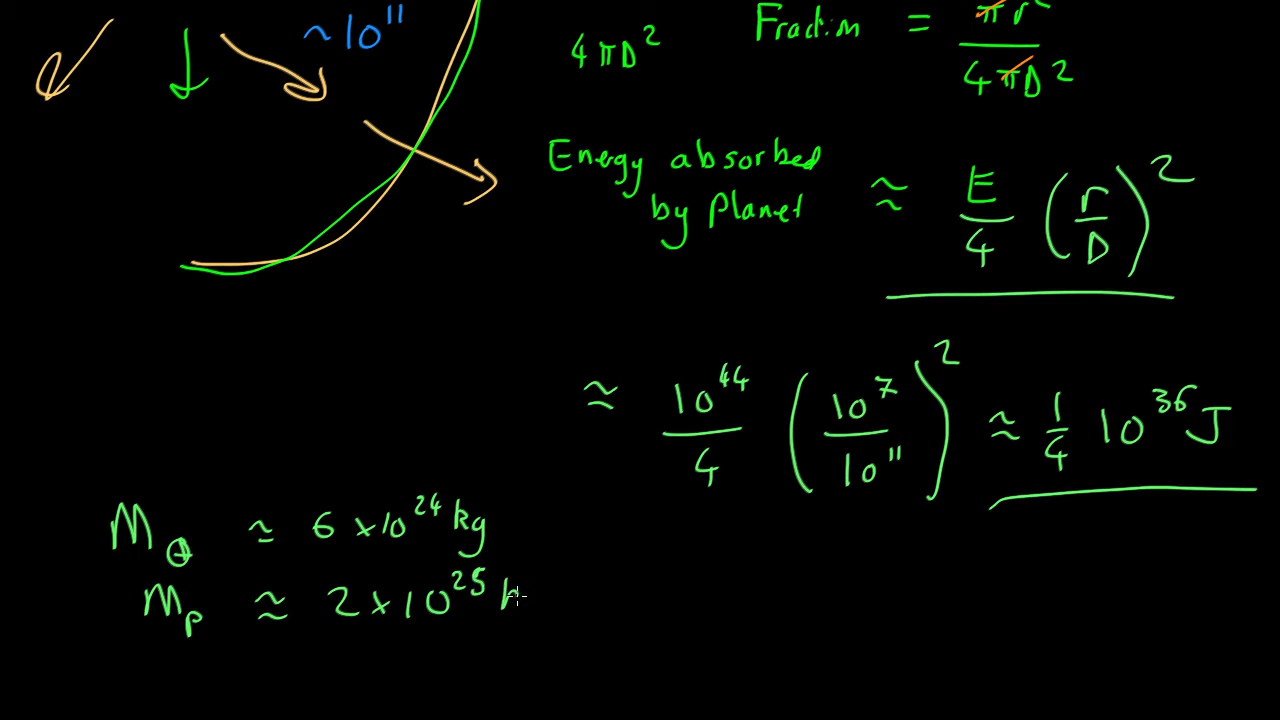 ~10¹¹
4πD²
Fraction = πr² / 4πD²
Energy absorbed by Planet ≈ E/4 (r/D)²
≈ 10⁴⁴/4 (10⁷/10¹¹)² ≈ 1/4 10³⁶ J
M⊕ ≈ 6 × 10²⁴ kg
Mp ≈ 2 × 10²⁵ k